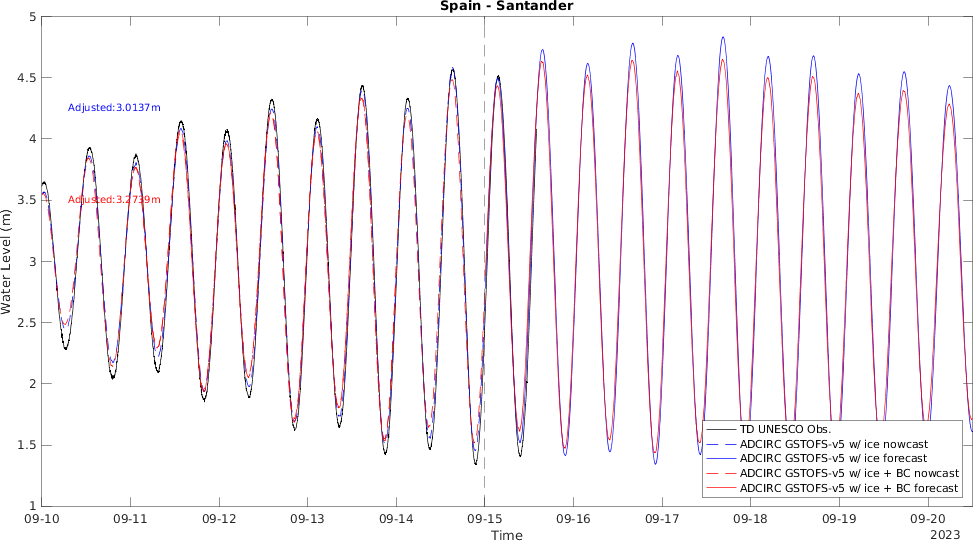 Spain - Santander
5
4.5
4
3.5
3
2.5
2
1.5
1
Water Level (m)
Adjusted:3.0137m
Adjusted:3.2739m
TD UNESCO Obs.
ADCIRC GSTOFS-v5 w/ ice nowcast
ADCIRC GSTOFS-v5 w/ ice forecast
ADCIRC GSTOFS-v5 w/ ice + BC nowcast
ADCIRC GSTOFS-v5 w/ ice + BC forecast
09-10 09-11 09-12 09-13 09-14 09-15 09-16 09-17 09-18 09-19 09-20
Time
2023